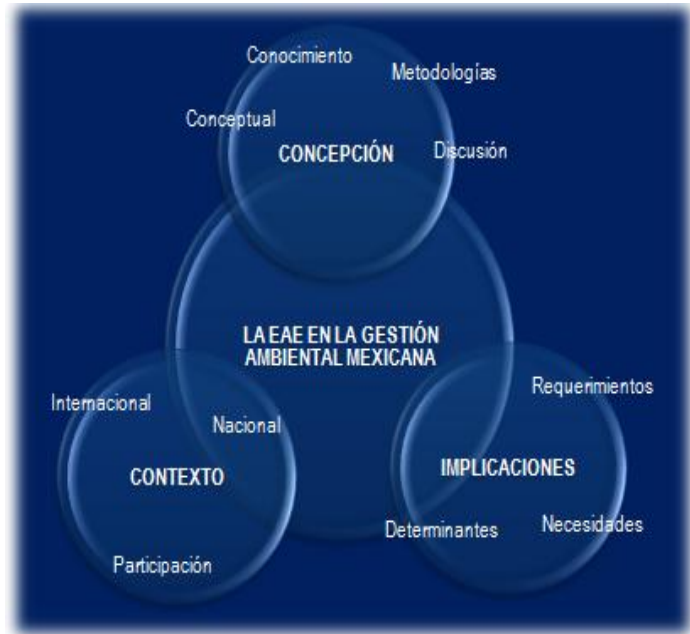 Conocimiento
Metodologías
Conceptual
Discusión
CONCEPCIÓN
LA EAE EN LA GESTIÓN
AMBIENTAL MEXICANA
Internacional
Nacional
CONTEXTO
Participación
Requerimientos
IMPLICACIONES
Determinantes
Necesidades